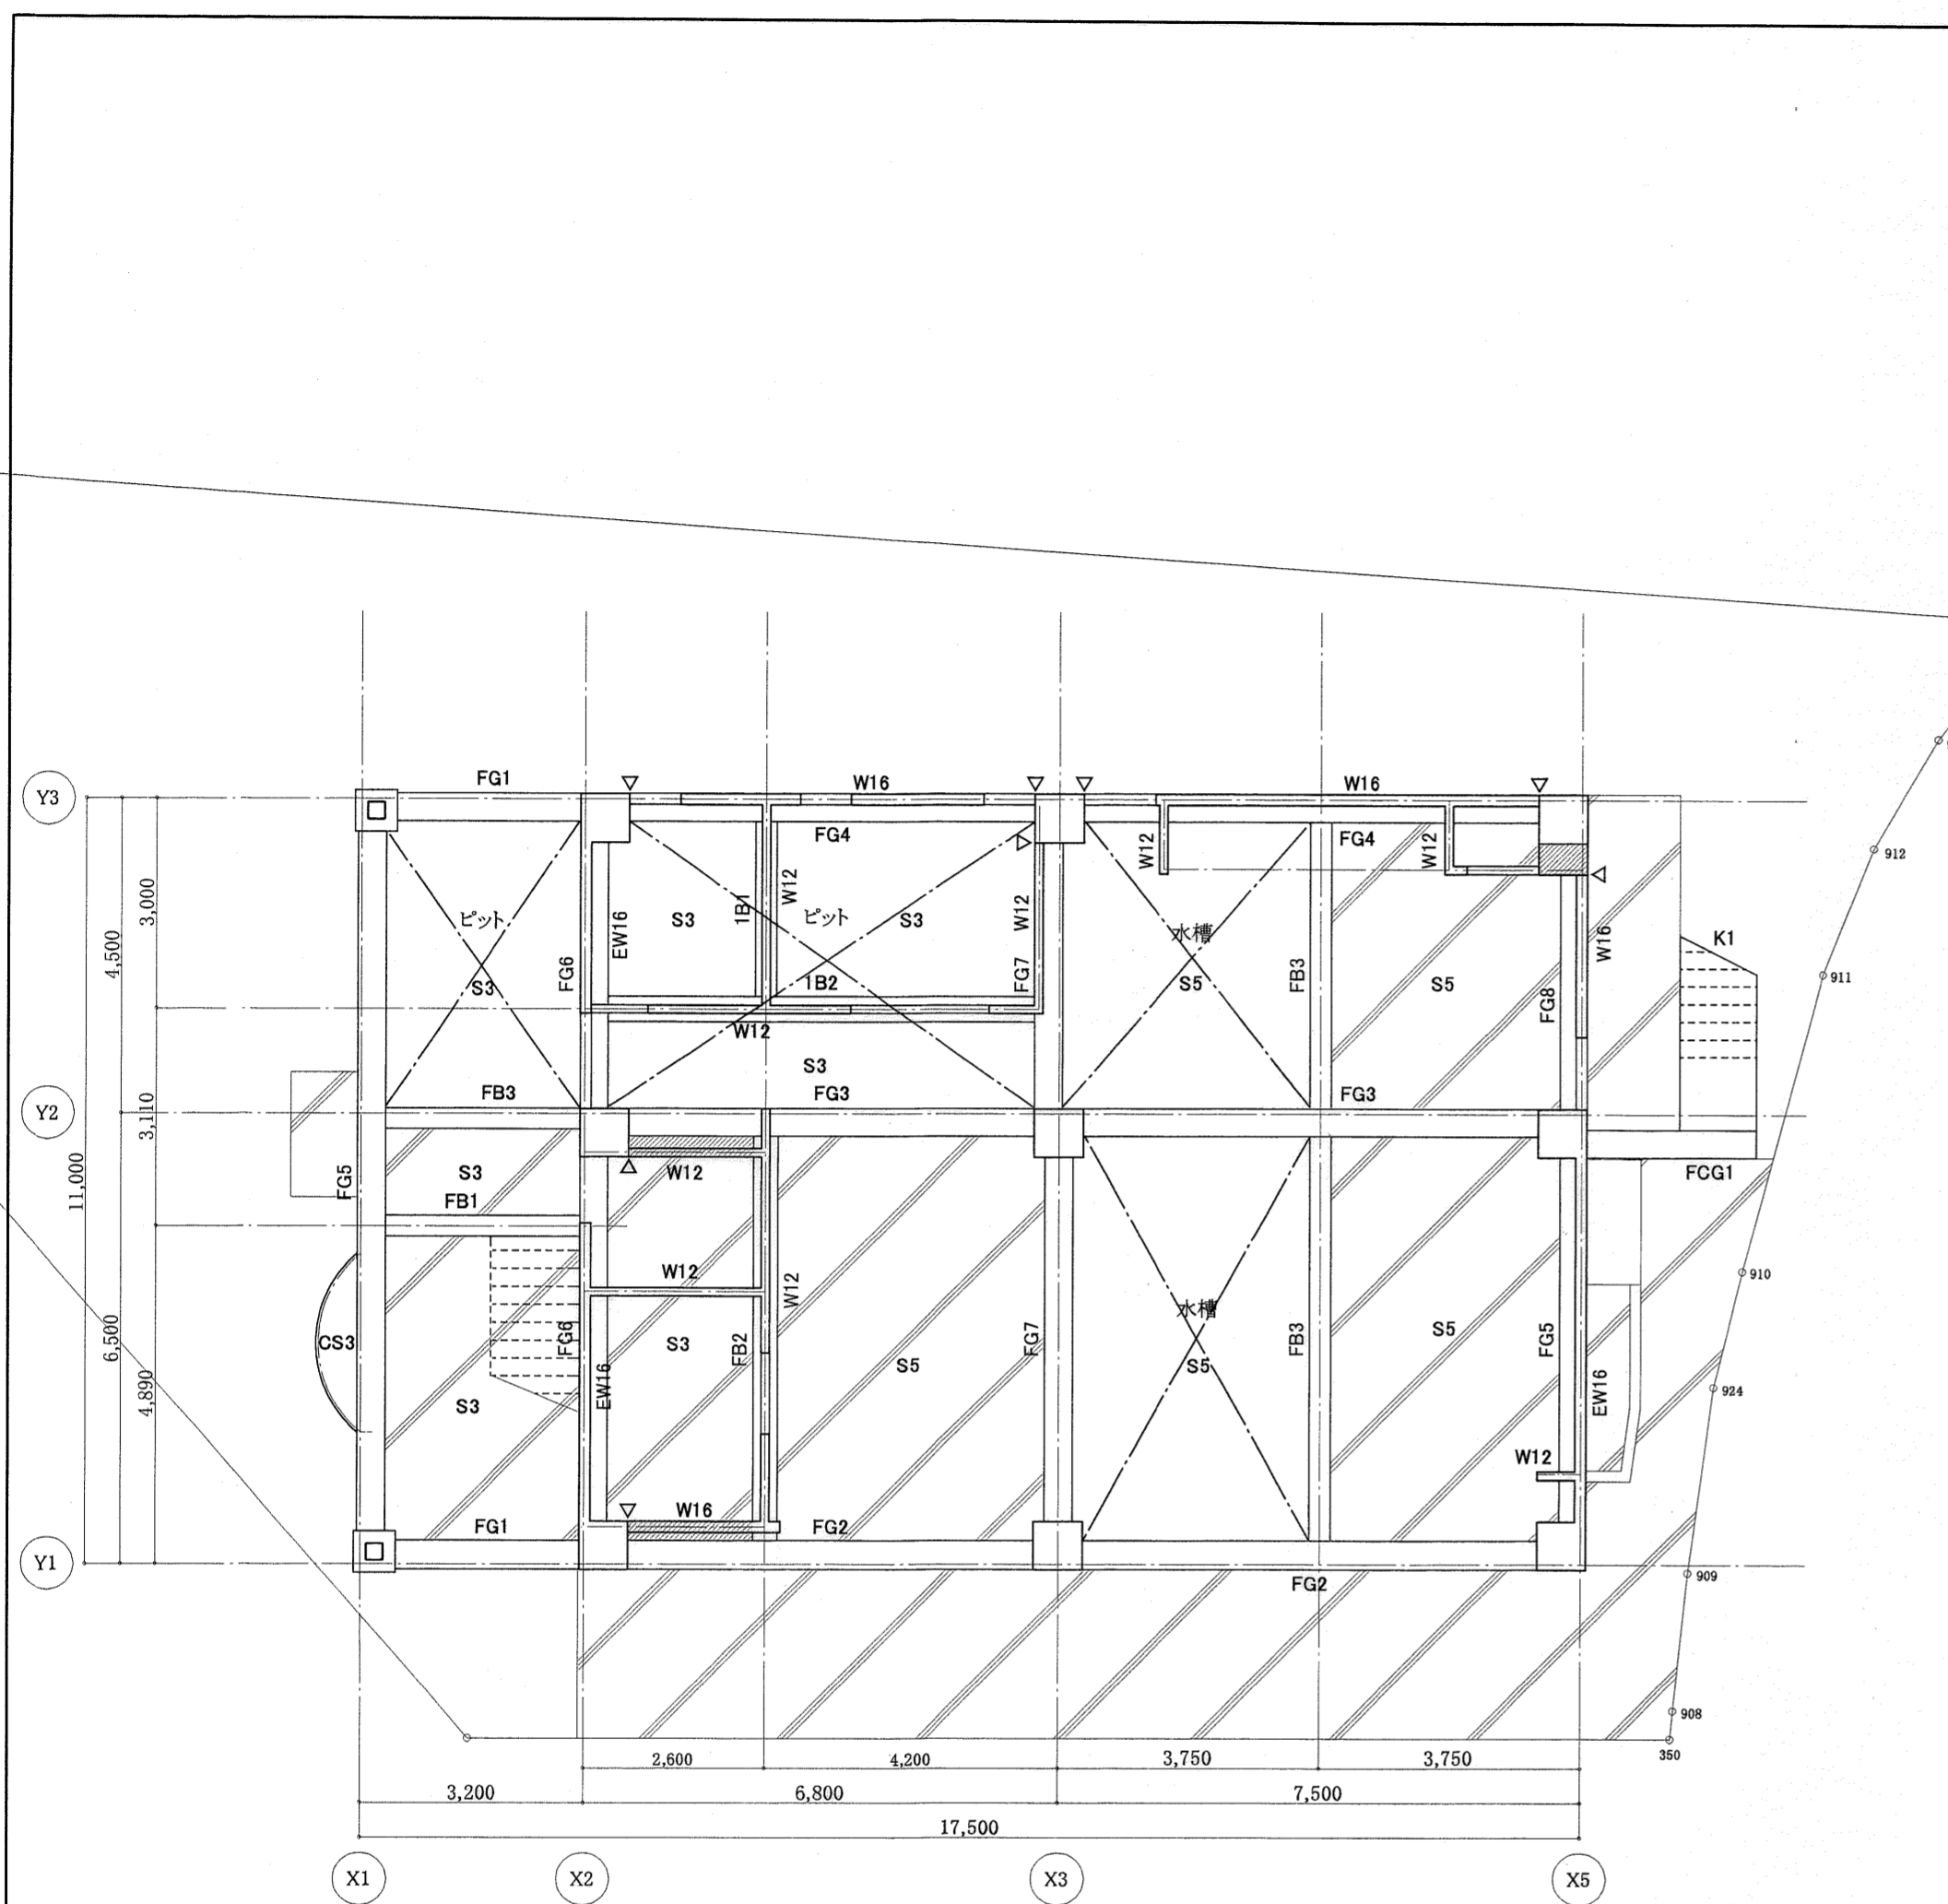 912
FG1
W16
W16
Y3
FG4
FG4
W12
W12
W12
3,000
ピット
S3
1B1
ピット
S3
W12
水槽
4,500
EW16
W16
K1
FG6
S3
1B2
FG7
S5
FB3
S5
FG8
911
W12
S3
Y2
FB3
FG3
FG3
3,110
11,000
FG5
S3
W12
FCG1
FB1
W12
W12
910
水槽
6,500
CS3
FG6
S3
FB2
S5
FG7
S5
FB3
S5
FG5
4,890
S3
EW16
EW16
924
W12
W16
FG1
FG2
Y1
FG2
909
908
350
2,600
4,200
3,750
3,750
3,200
6,800
7,500
17,500
X1
X2
X3
X5